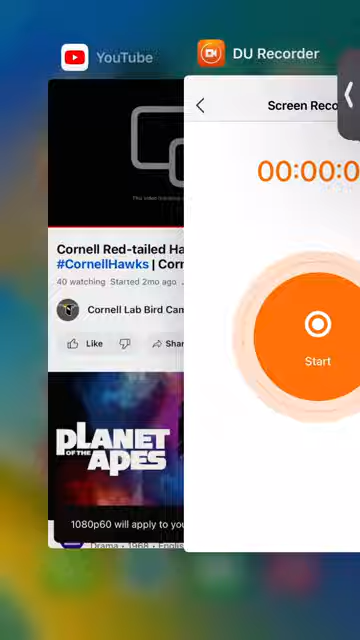 YouTube
DU Recorder
Screen Reco
00:00:0
Start
Cornell Red-tailed Ha
#CornellHawks | Corn
40 watching Started 2mo ago
Cornell Lab Bird Cam
Like
Shar
PLANET
OF THE
APES
1080p60 will apply to you
Drama • 1968 • English